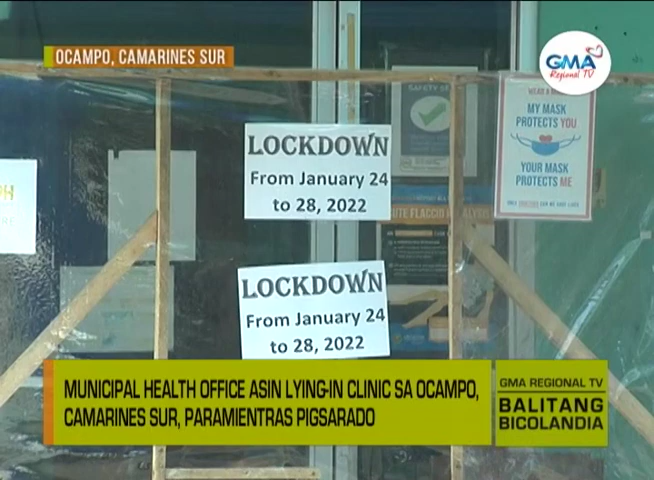 OCAMPO, CAMARINES SUR
GMA
Regional TV
LOCKDOWN
From January 24
to 28, 2022
LOCKDOWN
From January 24
to 28, 2022
MY MASK
PROTECTS YOU
YOUR MASK
PROTECTS ME
MUNICIPAL HEALTH OFFICE ASIN LYING-IN CLINIC SA OCAMPO,
CAMARINES SUR, PARAMIENTRAS PIGSARADO
GMA REGIONAL TV
BALITANG
BICOLANDIA